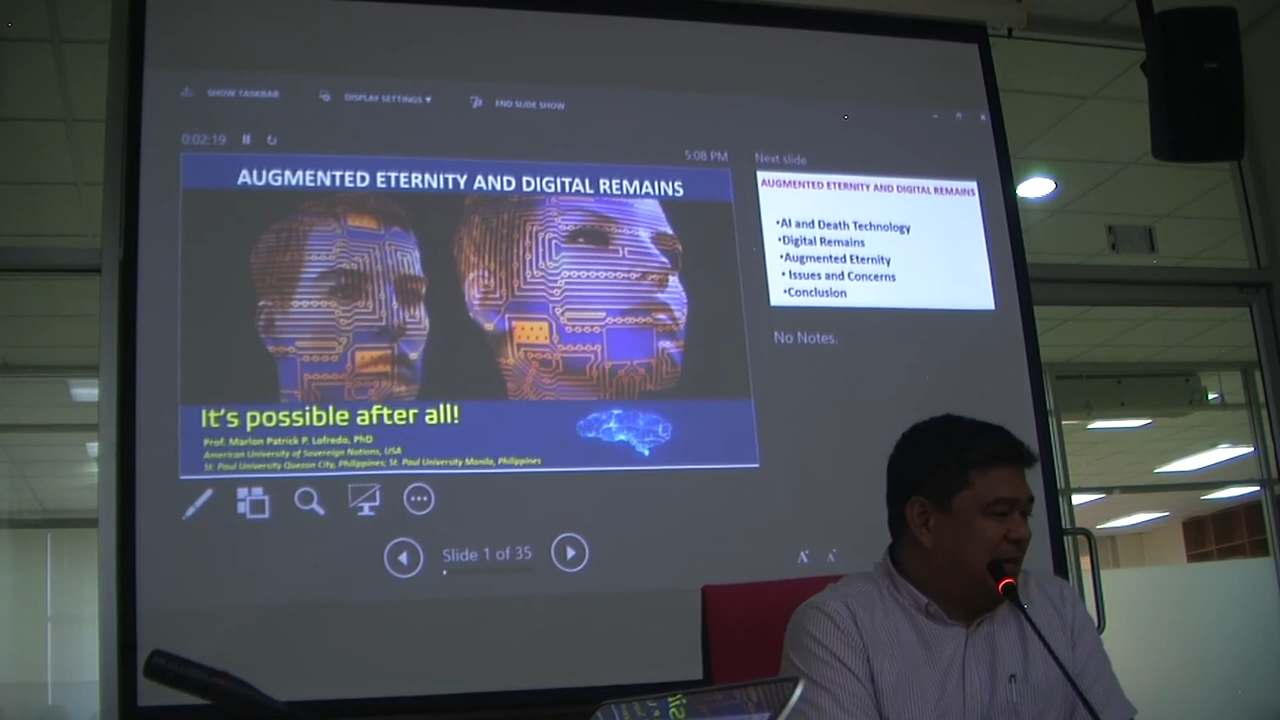 SHOW TASKBAR
DISPLAY SETTINGS
END SLIDE SHOW
0:02:19
5:08 PM
AUGMENTED ETERNITY AND DIGITAL REMAINS
It's possible after all!
Prof. Marlon Patrick P. Lofredo, PhD
American University of Sovereign Nations, USA
St. Paul University Quezon City, Philippines; St. Paul University Manila, Philippines
Slide 1 of 35
Next slide
AUGMENTED ETERNITY AND DIGITAL REMAINS
•AI and Death Technology
•Digital Remains
•Augmented Eternity
• Issues and Concerns
•Conclusion
No Notes.
A A